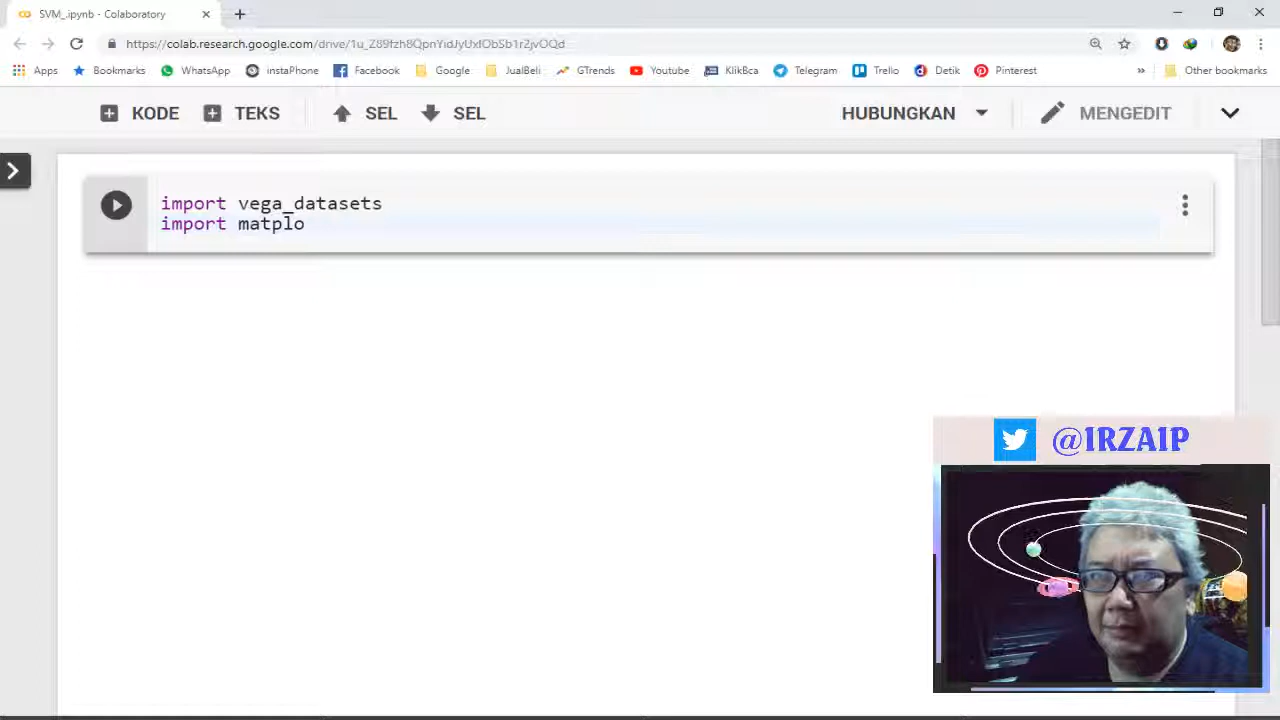 SVM_.ipynb - Colaboratory
https://colab.research.google.com/drive/1u_Z89fzh8QpnYidJyUxfObSb1r2jvOQd
Apps Bookmarks WhatsApp instaPhone Facebook Google JualBeli GTrends Youtube KlikBca Telegram Trello Detik Pinterest » Other bookmarks
KODE TEKS SEL SEL HUBUNGKAN MENGEDIT
import vega_datasets
import matplo
@IRZAIP